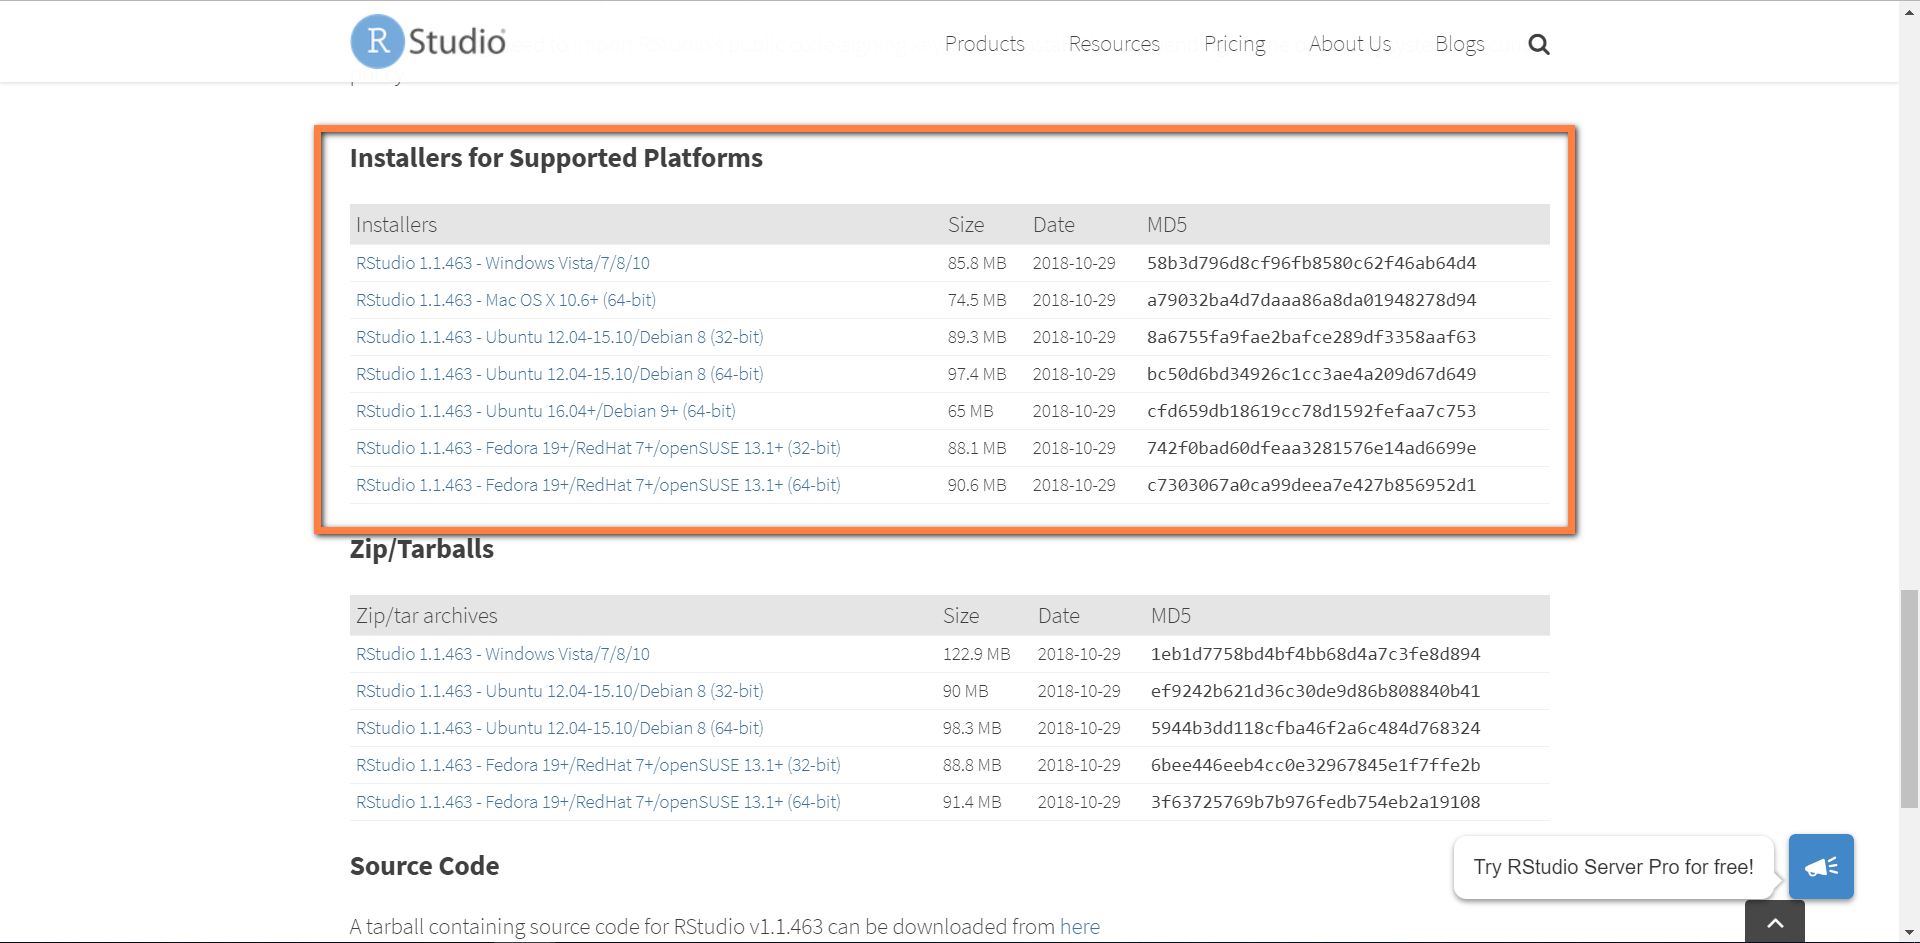 R Studio
Products Resources Pricing About Us Blogs
Installers for Supported Platforms
Installers Size Date MD5
RStudio 1.1.463 - Windows Vista/7/8/10 85.8 MB 2018-10-29 58b3d796d8cf96fb8580c62f46ab64d4
RStudio 1.1.463 - Mac OS X 10.6+ (64-bit) 74.5 MB 2018-10-29 a79032ba4d7daaa86a8da01948278d94
RStudio 1.1.463 - Ubuntu 12.04-15.10/Debian 8 (32-bit) 89.3 MB 2018-10-29 8a6755fa9fae2bafce289df3358aaf63
RStudio 1.1.463 - Ubuntu 12.04-15.10/Debian 8 (64-bit) 97.4 MB 2018-10-29 bc50d6bd34926c1cc3ae4a209d67d649
RStudio 1.1.463 - Ubuntu 16.04+/Debian 9+ (64-bit) 65 MB 2018-10-29 cfd659db18619cc78d1592fefaa7c753
RStudio 1.1.463 - Fedora 19+/RedHat 7+/openSUSE 13.1+ (32-bit) 88.1 MB 2018-10-29 742f0bad60dfeaa3281576e14ad6699e
RStudio 1.1.463 - Fedora 19+/RedHat 7+/openSUSE 13.1+ (64-bit) 90.6 MB 2018-10-29 c7303067a0ca99deea7e427b856952d1
Zip/Tarballs
Zip/tar archives Size Date MD5
RStudio 1.1.463 - Windows Vista/7/8/10 122.9 MB 2018-10-29 1eb1d7758bd4bf4bb68d4a7c3fe8d894
RStudio 1.1.463 - Ubuntu 12.04-15.10/Debian 8 (32-bit) 90 MB 2018-10-29 ef9242b621d36c30de9d86b808840b41
RStudio 1.1.463 - Ubuntu 12.04-15.10/Debian 8 (64-bit) 98.3 MB 2018-10-29 5944b3dd118cfba46f2a6c484d768324
RStudio 1.1.463 - Fedora 19+/RedHat 7+/openSUSE 13.1+ (32-bit) 88.8 MB 2018-10-29 6bee446eeb4cc0e32967845e1f7ffe2b
RStudio 1.1.463 - Fedora 19+/RedHat 7+/openSUSE 13.1+ (64-bit) 91.4 MB 2018-10-29 3f63725769b7b976fedb754eb2a19108
Source Code
Try RStudio Server Pro for free!
A tarball containing source code for RStudio v1.1.463 can be downloaded from here